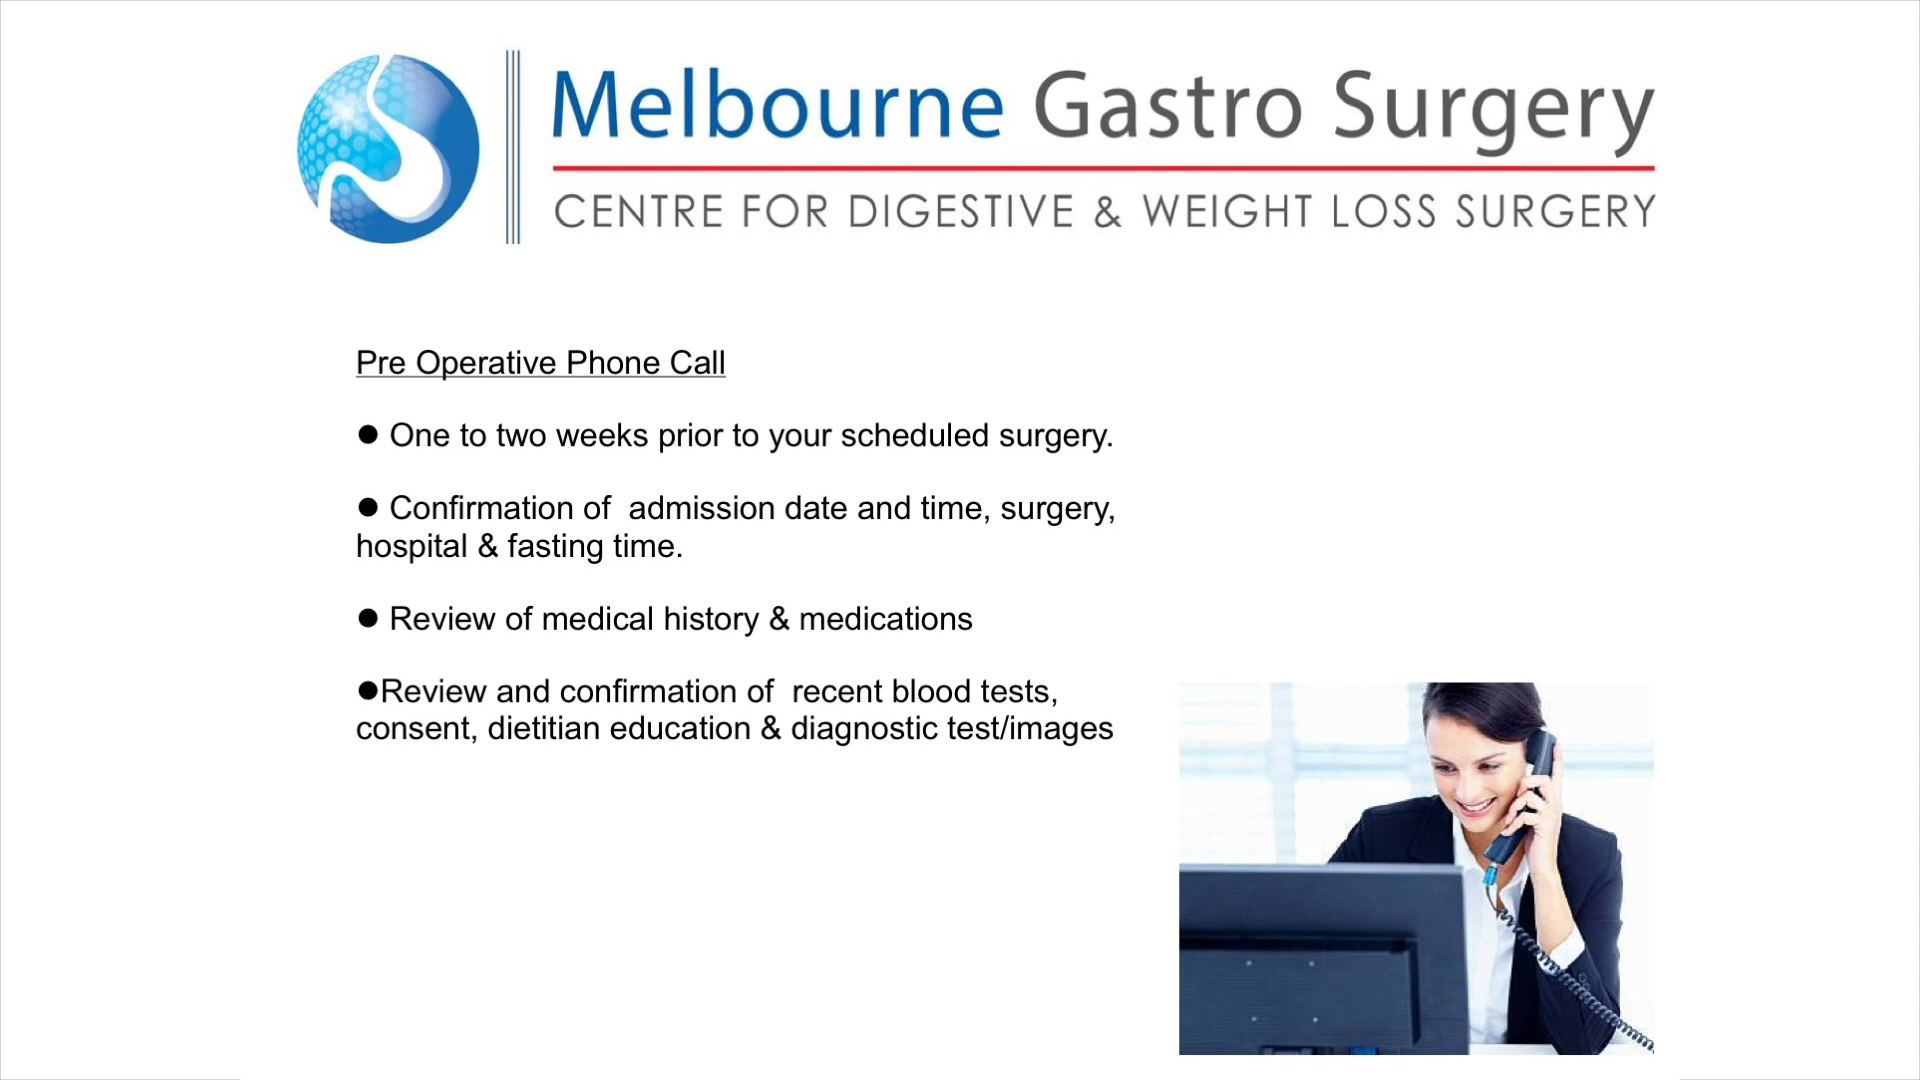 Melbourne Gastro Surgery
CENTRE FOR DIGESTIVE & WEIGHT LOSS SURGERY
Pre Operative Phone Call
● One to two weeks prior to your scheduled surgery.
● Confirmation of  admission date and time, surgery,
hospital & fasting time.
● Review of medical history & medications
●Review and confirmation of  recent blood tests,
consent, dietitian education & diagnostic test/images